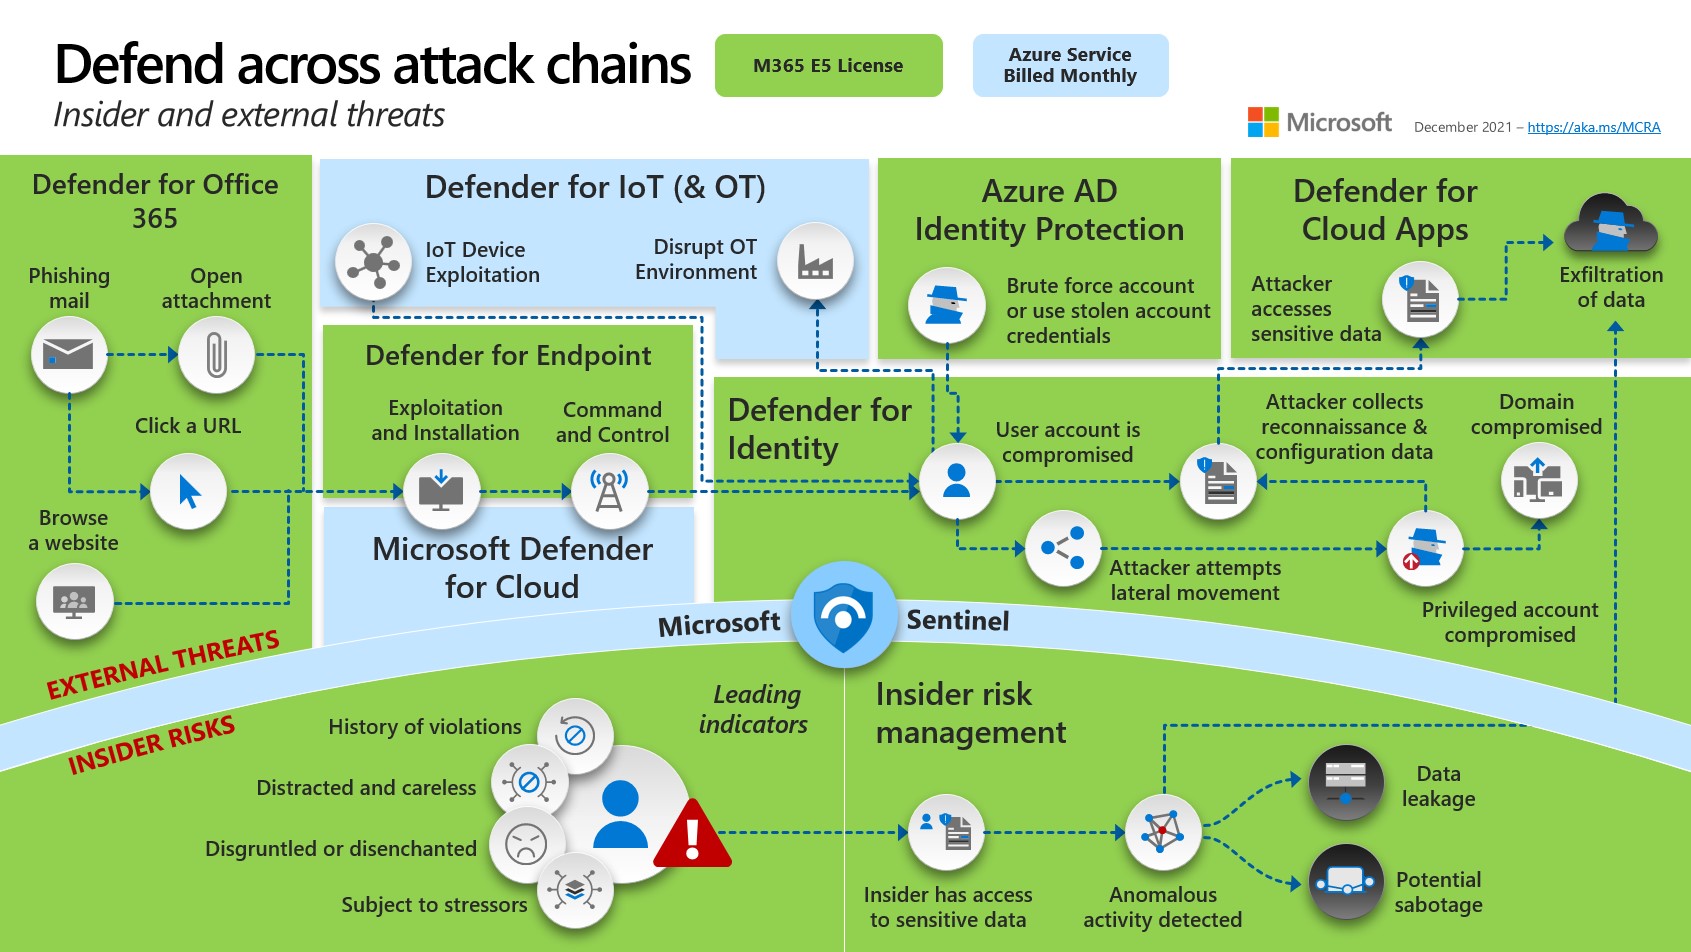 Defend across attack chains
Insider and external threats
M365 E5 License
Azure Service
Billed Monthly
Microsoft
December 2021 – https://aka.ms/MCRA
Defender for Office
365
Phishing
mail
Open
attachment
Click a URL
Browse
a website
Defender for IoT (& OT)
IoT Device
Exploitation
Disrupt OT
Environment
Defender for Endpoint
Exploitation
and Installation
Command
and Control
Microsoft Defender
for Cloud
Azure AD
Identity Protection
Brute force account
or use stolen account
credentials
Defender for
Cloud Apps
Attacker
accesses
sensitive data
Exfiltration
of data
Defender for
Identity
User account is
compromised
Attacker collects
reconnaissance &
configuration data
Domain
compromised
Attacker attempts
lateral movement
Privileged account
compromised
EXTERNAL THREATS
Microsoft Sentinel
INSIDER RISKS
Leading
indicators
History of violations
Distracted and careless
Disgruntled or disenchanted
Subject to stressors
Insider risk
management
Insider has access
to sensitive data
Anomalous
activity detected
Data
leakage
Potential
sabotage